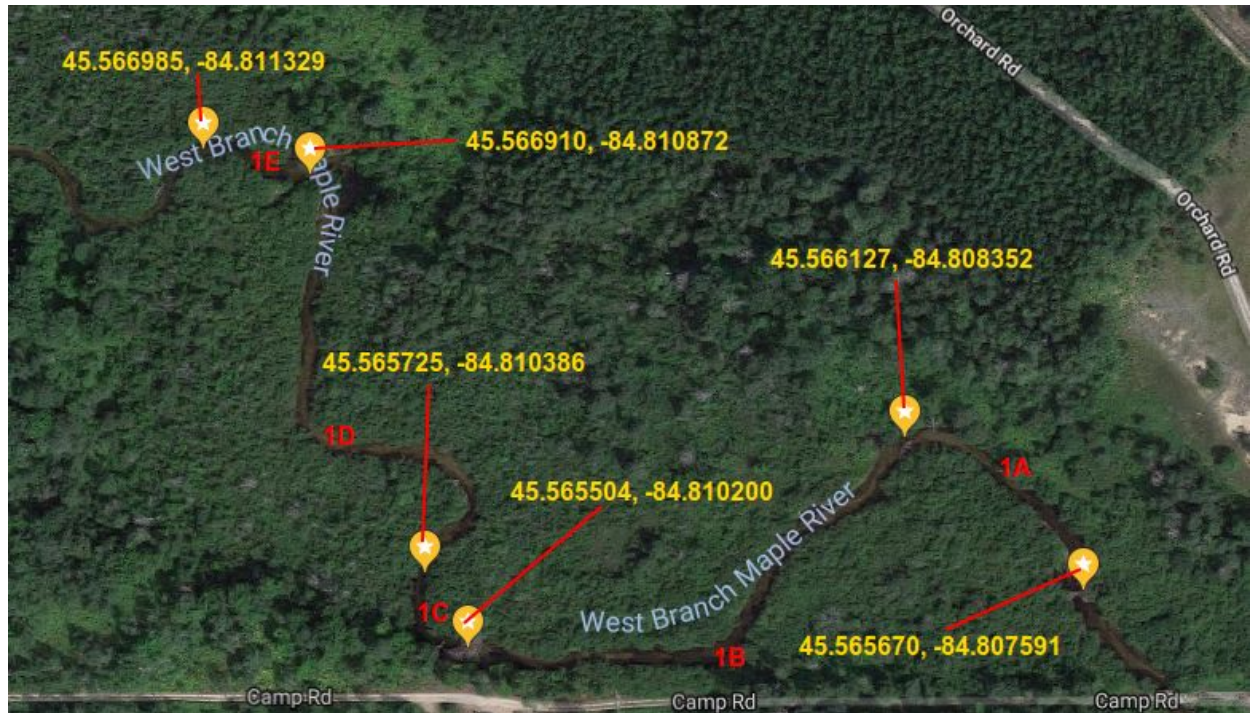 Orchard Rd
45.566985, -84.811329
45.566910, -84.810872
West Branch Maple River
1E
Orchard Rd
45.566127, -84.808352
45.565725, -84.810386
1D
1A
45.565504, -84.810200
West Branch Maple River
1C
45.565670, -84.807591
1B
Camp Rd
Camp Rd
Camp Rd